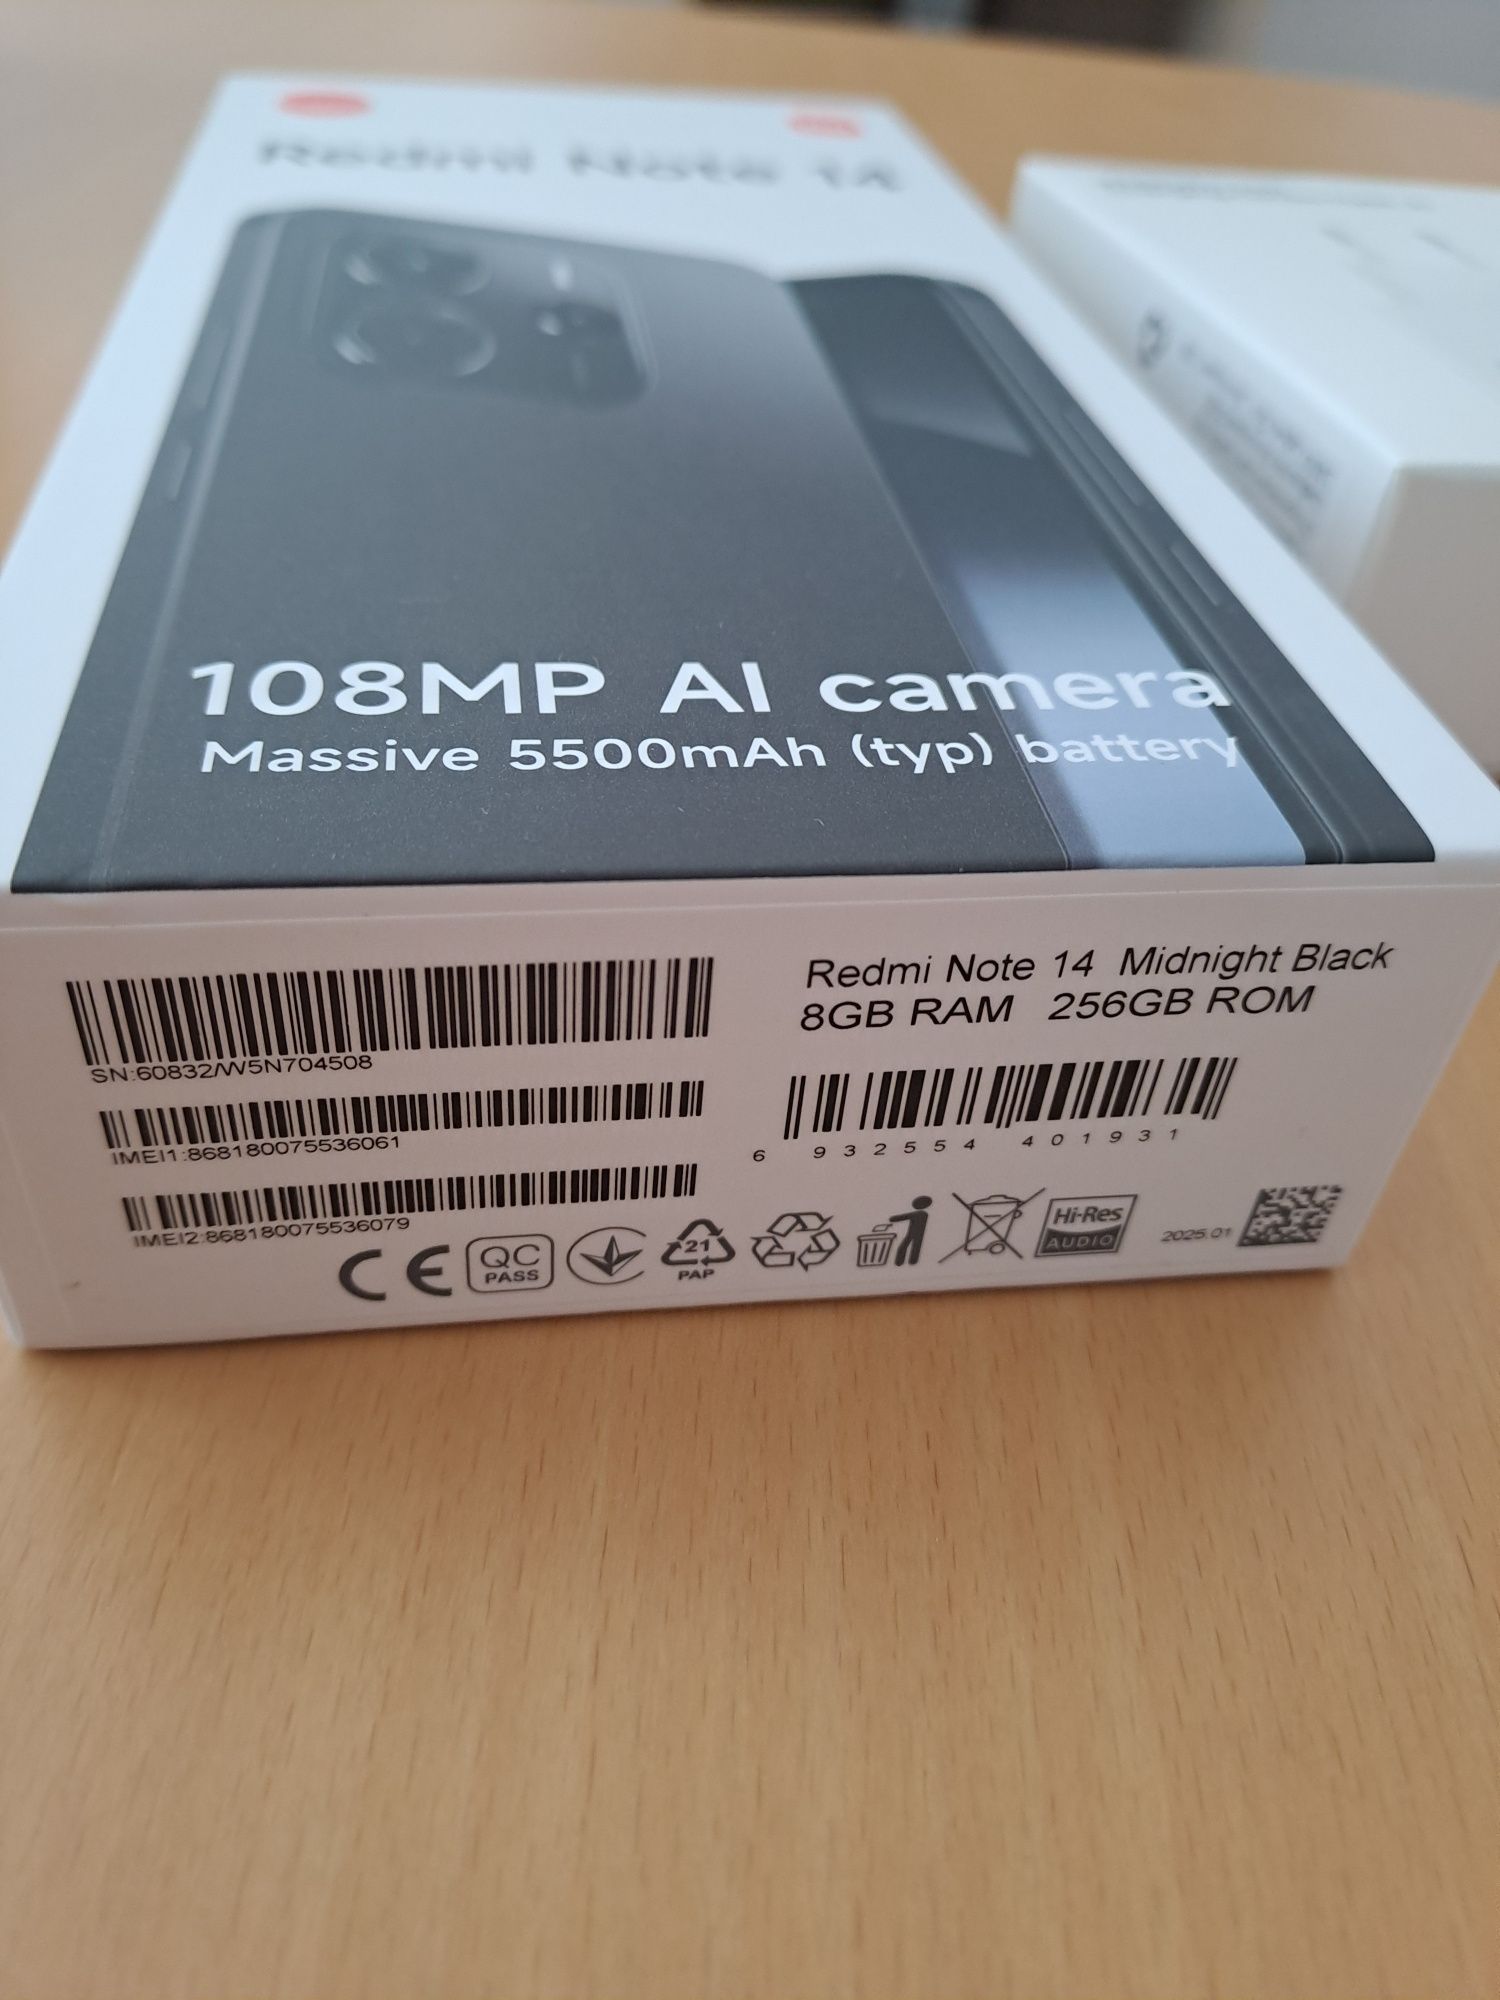 Redmi Note 14
108MP AI camera
Massive 5500mAh (typ) battery
SN:60832/W5N704508
IMEI1:868180075536061
IMEI2:868180075536079
Redmi Note 14 Midnight Black
8GB RAM 256GB ROM
6 932554 401931
CE
QC
PASS
21
PAP
Hi-Res
AUDIO
2025.01